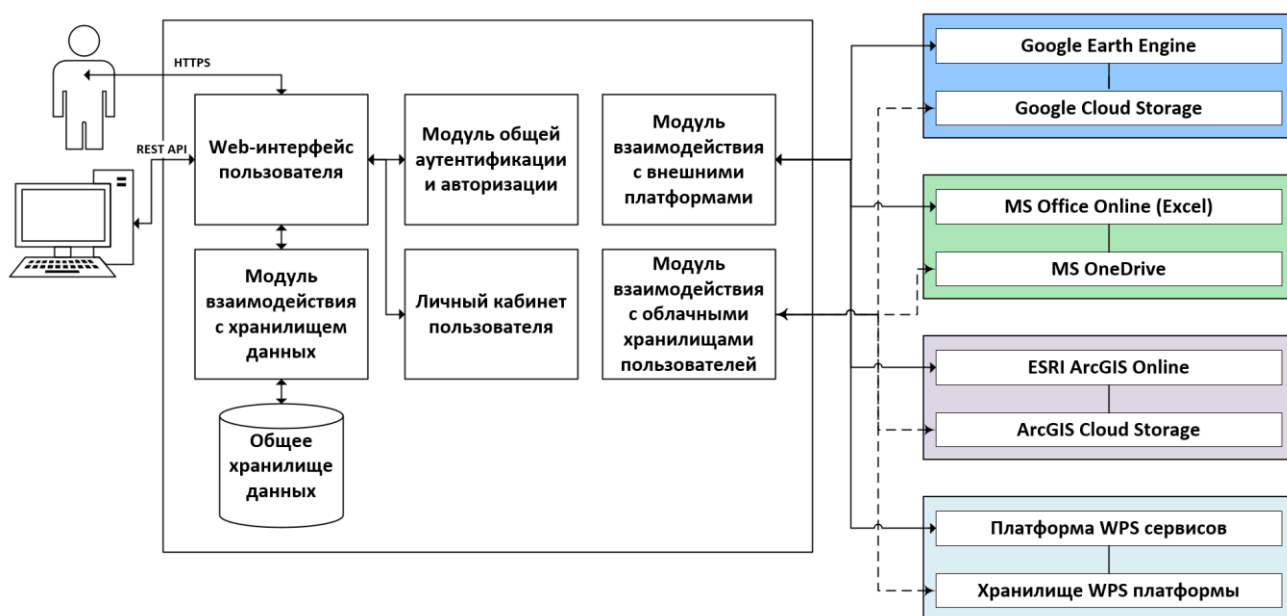 HTTPS
REST API
Web-интерфейс
пользователя
Модуль общей
аутентификации
и авторизации
Модуль
взаимодействия
с внешними
платформами
Модуль
взаимодействия
с хранилищем
данных
Личный кабинет
пользователя
Модуль
взаимодействия
с облачными
хранилищами
пользователей
Общее
хранилище
данных
Google Earth Engine
Google Cloud Storage
MS Office Online (Excel)
MS OneDrive
ESRI ArcGIS Online
ArcGIS Cloud Storage
Платформа WPS сервисов
Хранилище WPS платформы